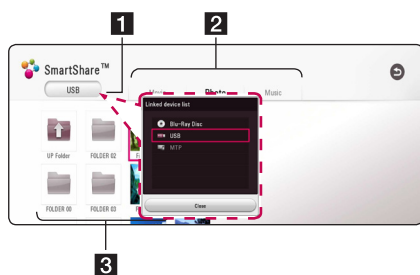 1
2
SmartShare™
USB
Photo
Music
Linked device list
Blu-Ray Disc
USB
MTP
UP Folder
FOLDER 02
FOLDER 00
FOLDER 03
Close
3